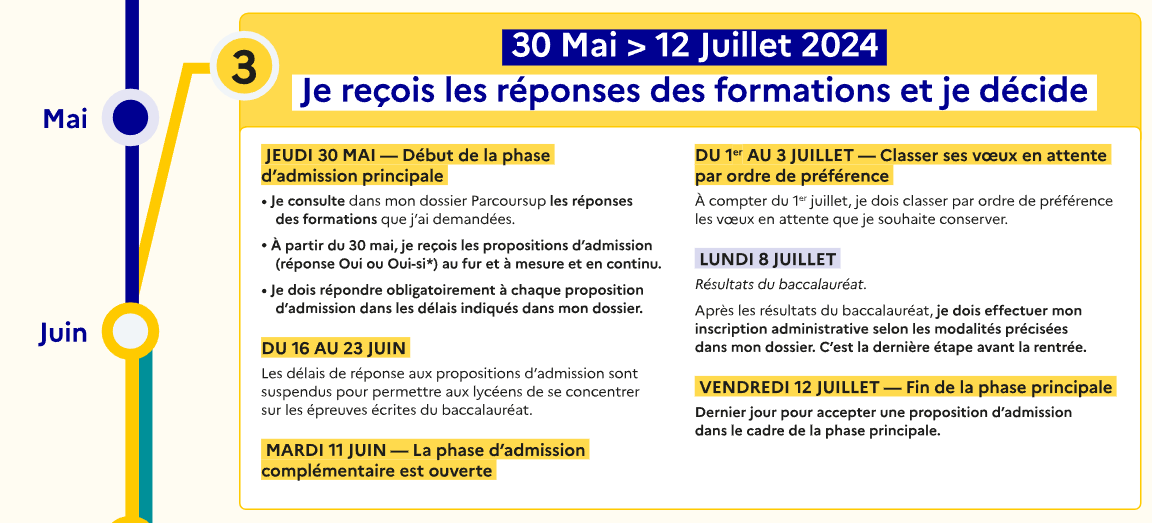 Mai
Juin
3
30 Mai > 12 Juillet 2024
Je reçois les réponses des formations et je décide
JEUDI 30 MAI — Début de la phase
d’admission principale
• Je consulte dans mon dossier Parcoursup les réponses
des formations que j’ai demandées.
• À partir du 30 mai, je reçois les propositions d’admission
(réponse Oui ou Oui-si*) au fur et à mesure et en continu.
• Je dois répondre obligatoirement à chaque proposition
d’admission dans les délais indiqués dans mon dossier.
DU 16 AU 23 JUIN
Les délais de réponse aux propositions d’admission sont
suspendus pour permettre aux lycéens de se concentrer
sur les épreuves écrites du baccalauréat.
MARDI 11 JUIN — La phase d’admission
complémentaire est ouverte
DU 1er AU 3 JUILLET — Classer ses vœux en attente
par ordre de préférence
À compter du 1er juillet, je dois classer par ordre de préférence
les vœux en attente que je souhaite conserver.
LUNDI 8 JUILLET
Résultats du baccalauréat.
Après les résultats du baccalauréat, je dois effectuer mon
inscription administrative selon les modalités précisées
dans mon dossier. C’est la dernière étape avant la rentrée.
VENDREDI 12 JUILLET — Fin de la phase principale
Dernier jour pour accepter une proposition d’admission
dans le cadre de la phase principale.